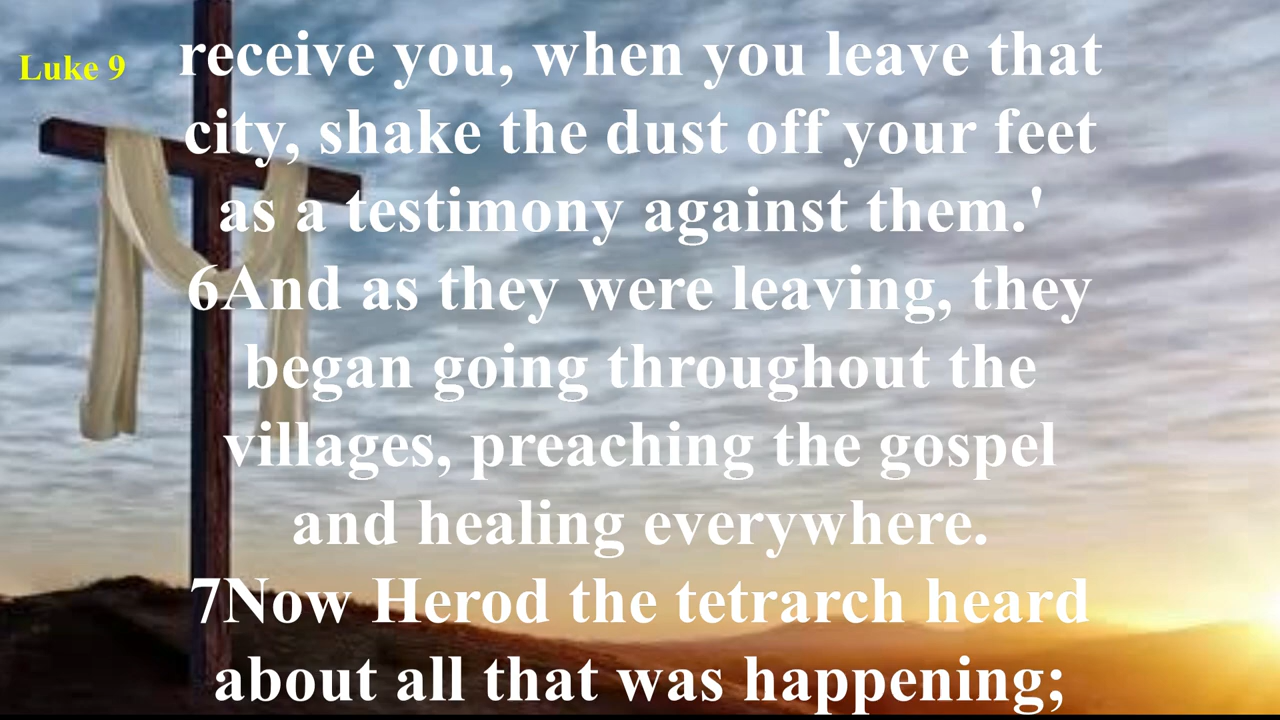 Luke 9
receive you, when you leave that
city, shake the dust off your feet
as a testimony against them.'
6And as they were leaving, they
began going throughout the
villages, preaching the gospel
and healing everywhere.
7Now Herod the tetrarch heard
about all that was happening;